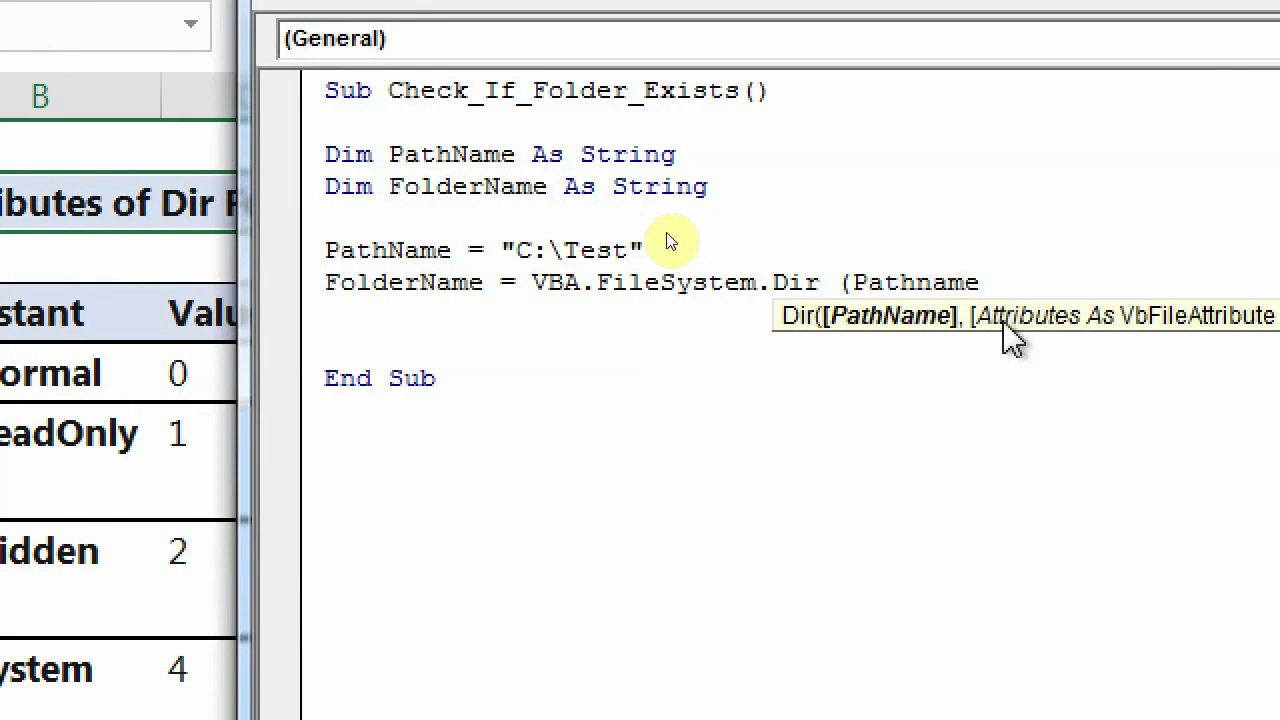 B
ibutes of Dir F
stant Valu
ormal 0
eadOnly 1
idden 2
ystem 4
(General)
Sub Check_If_Folder_Exists()
Dim PathName As String
Dim FolderName As String
PathName = "C:\Test"
FolderName = VBA.FileSystem.Dir (Pathname
Dir([PathName], [Attributes As VbFileAttribute
End Sub